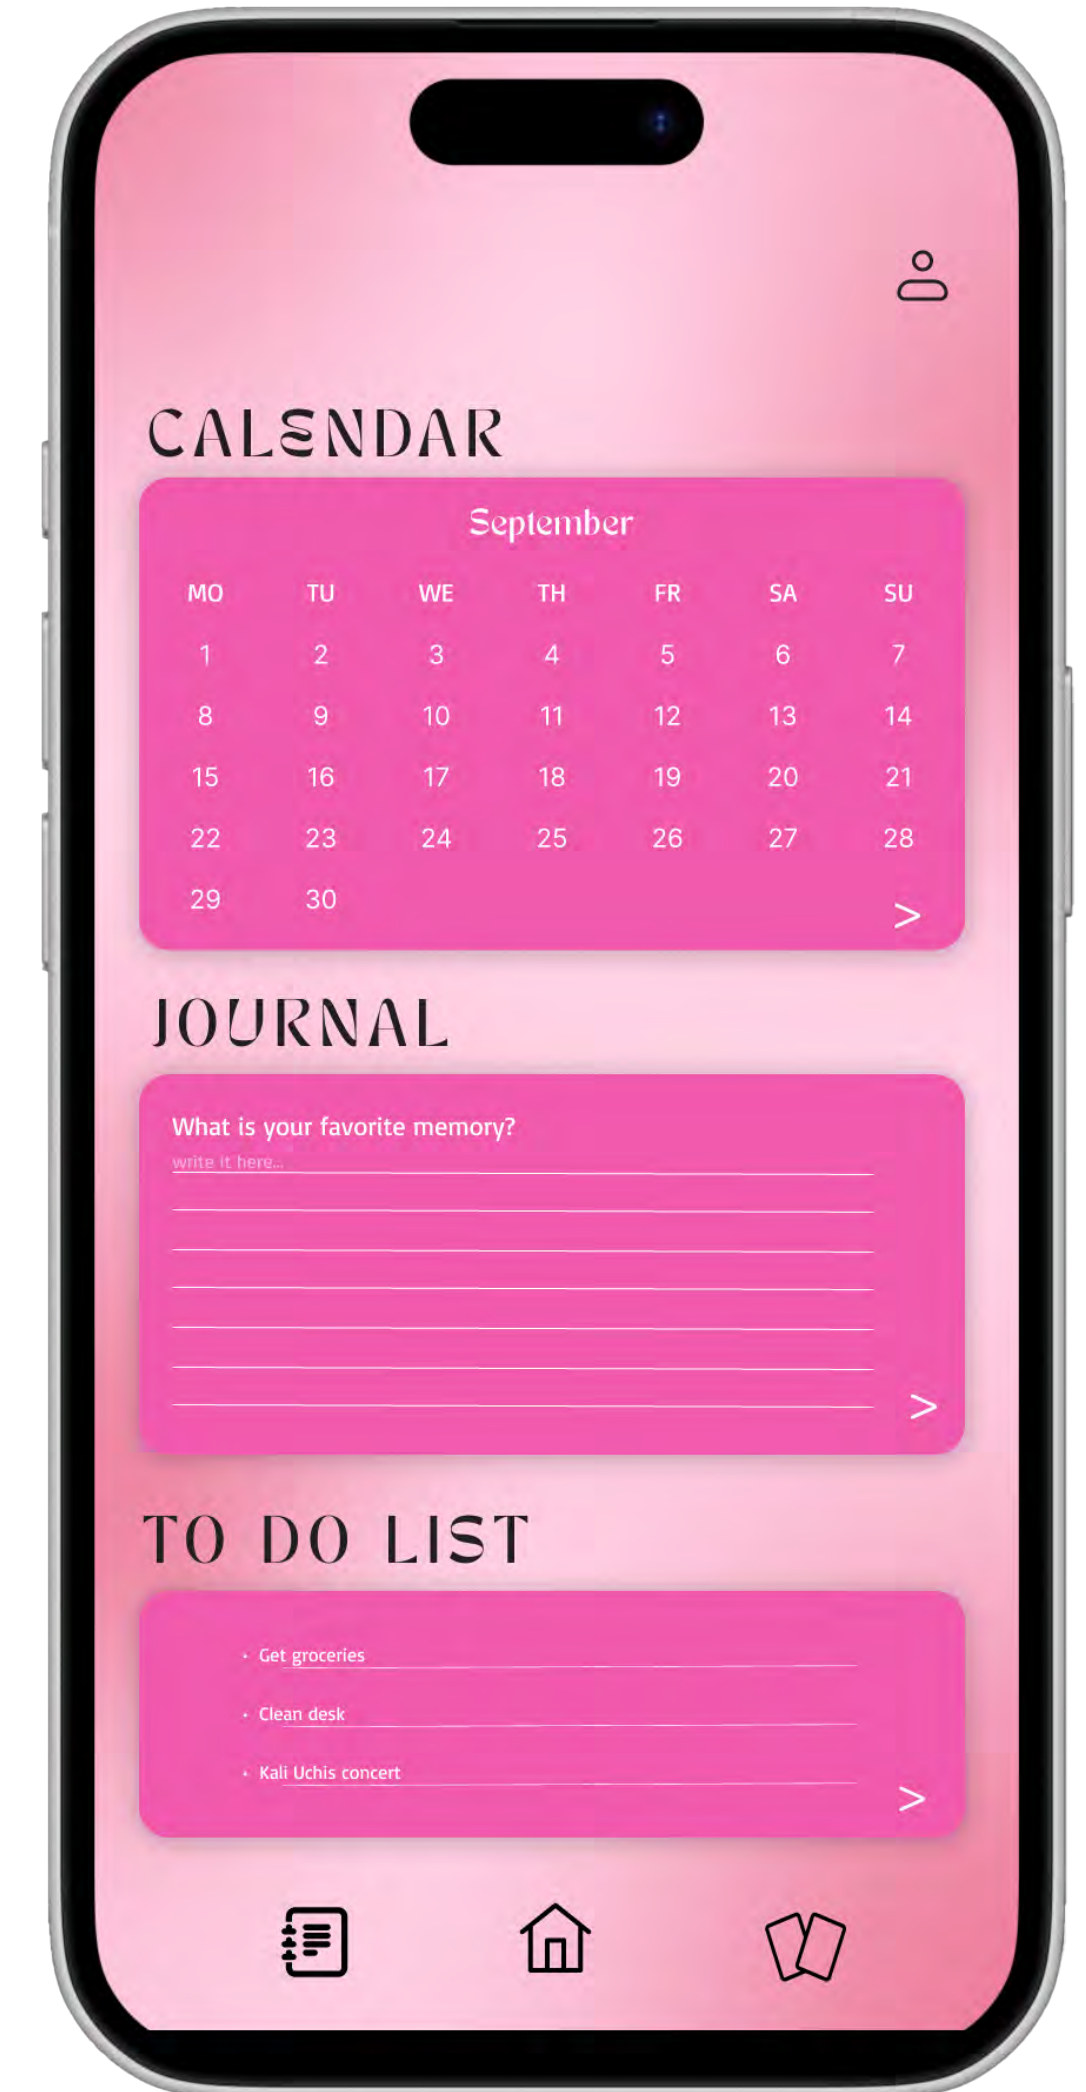 CALENDAR
September
MO TU WE TH FR SA SU
1 2 3 4 5 6 7
8 9 10 11 12 13 14
15 16 17 18 19 20 21
22 23 24 25 26 27 28
29 30
>
JOURNAL
What is your favorite memory?
write it here...
>
TO DO LIST
• Get groceries
• Clean desk
• Kali Uchis concert
>